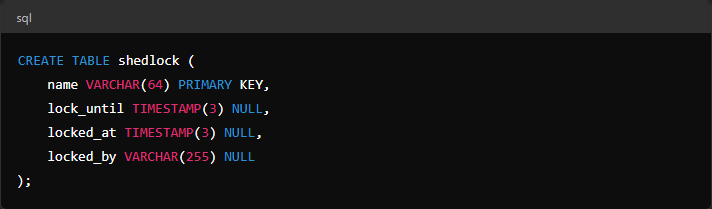 sql
CREATE TABLE shedlock (
    name VARCHAR(64) PRIMARY KEY,
    lock_until TIMESTAMP(3) NULL,
    locked_at TIMESTAMP(3) NULL,
    locked_by VARCHAR(255) NULL
);